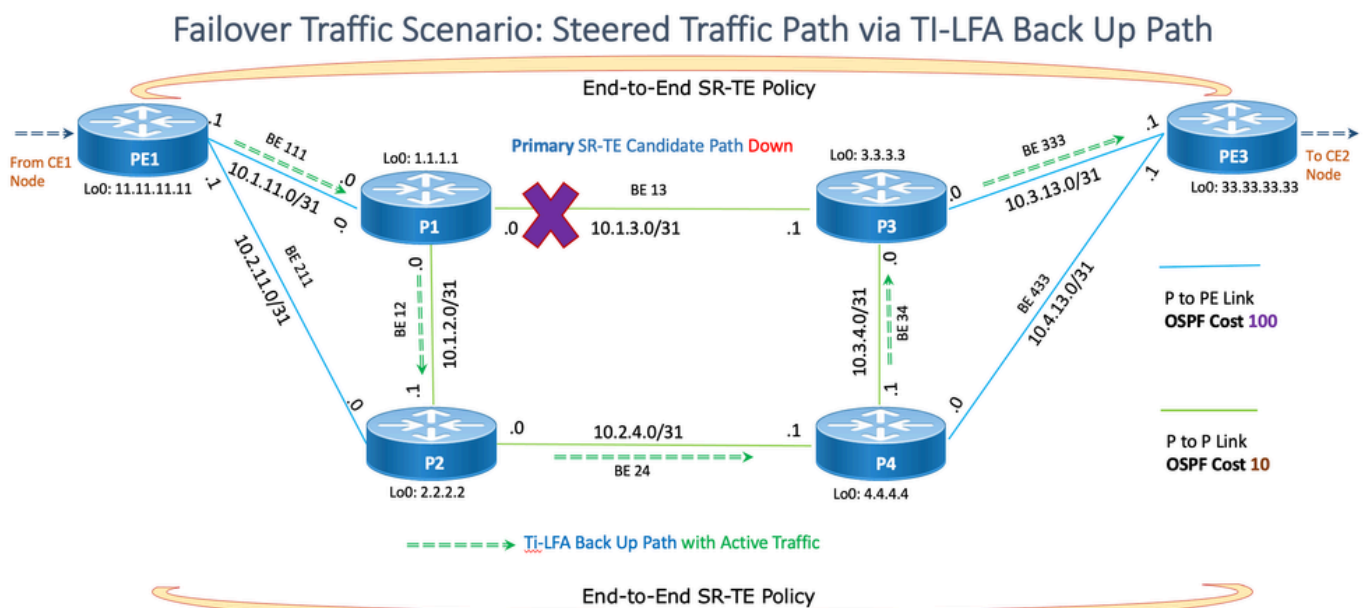 Failover Traffic Scenario: Steered Traffic Path via TI-LFA Back Up Path
End-to-End SR-TE Policy
From CE1
Node
PE1
Lo0: 11.11.11.11
.1
.1
BE 111
10.1.11.0/31
.0
.0
Lo0: 1.1.1.1
P1
Primary SR-TE Candidate Path Down
BE 13
.0
10.1.3.0/31
.1
Lo0: 3.3.3.3
P3
.0
BE 333
10.3.13.0/31
.1
.1
PE3
To CE2
Node
Lo0: 33.33.33.33
BE 211
10.2.11.0/31
.0
.0
BE 12
10.1.2.0/31
.1
.0
10.3.4.0/31
BE 34
.1
BE 433
10.4.13.0/31
.0
P to PE Link
OSPF Cost 100
P2
Lo0: 2.2.2.2
.0
10.2.4.0/31
.1
BE 24
P4
Lo0: 4.4.4.4
P to P Link
OSPF Cost 10
Ti-LFA Back Up Path with Active Traffic
End-to-End SR-TE Policy